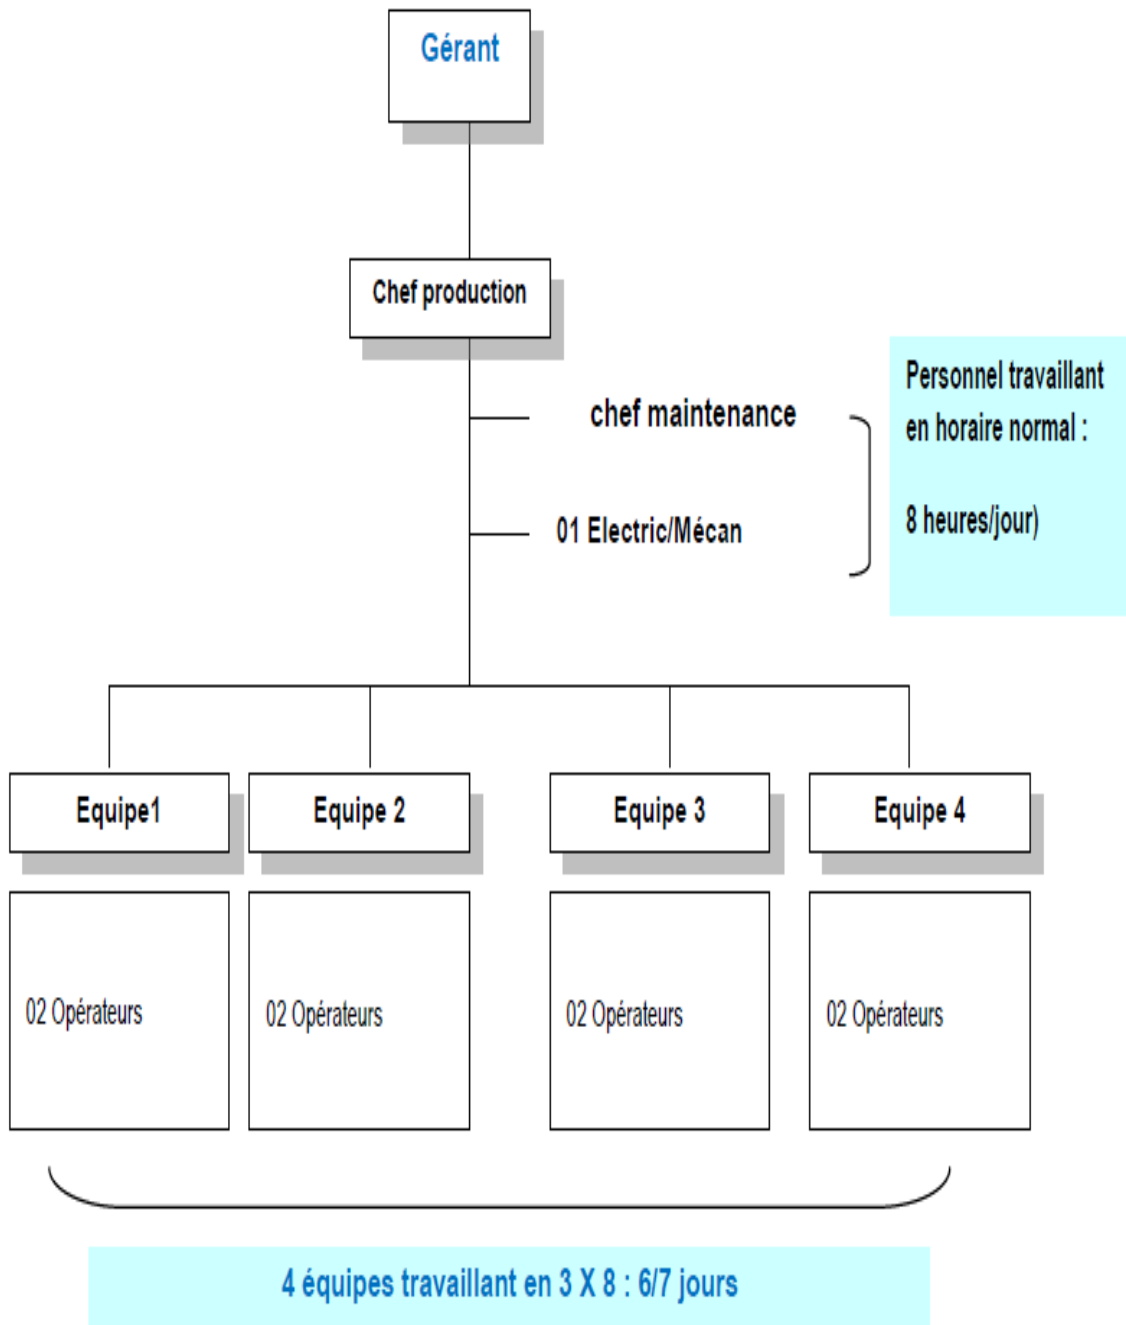 Gérant
Chef production
chef maintenance
01 Electric/Mécan
Personnel travaillant
en horaire normal :
8 heures/jour)
Equipe1
Equipe 2
Equipe 3
Equipe 4
02 Opérateurs
02 Opérateurs
02 Opérateurs
02 Opérateurs
4 équipes travaillant en 3 X 8 : 6/7 jours